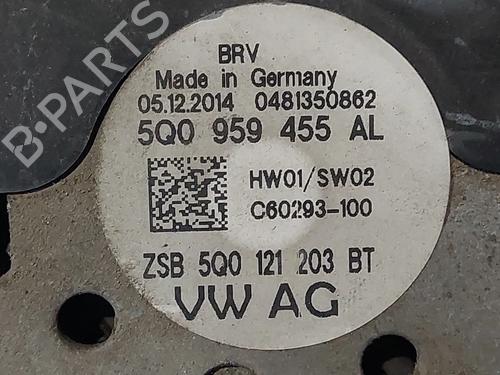 BRV
Made in Germany
05.12.2014 0481350862
5Q0 959 455 AL
HW01/SW02
C60293-100
ZSB 5Q0 121 203 BT
VW AG
B-PARTS